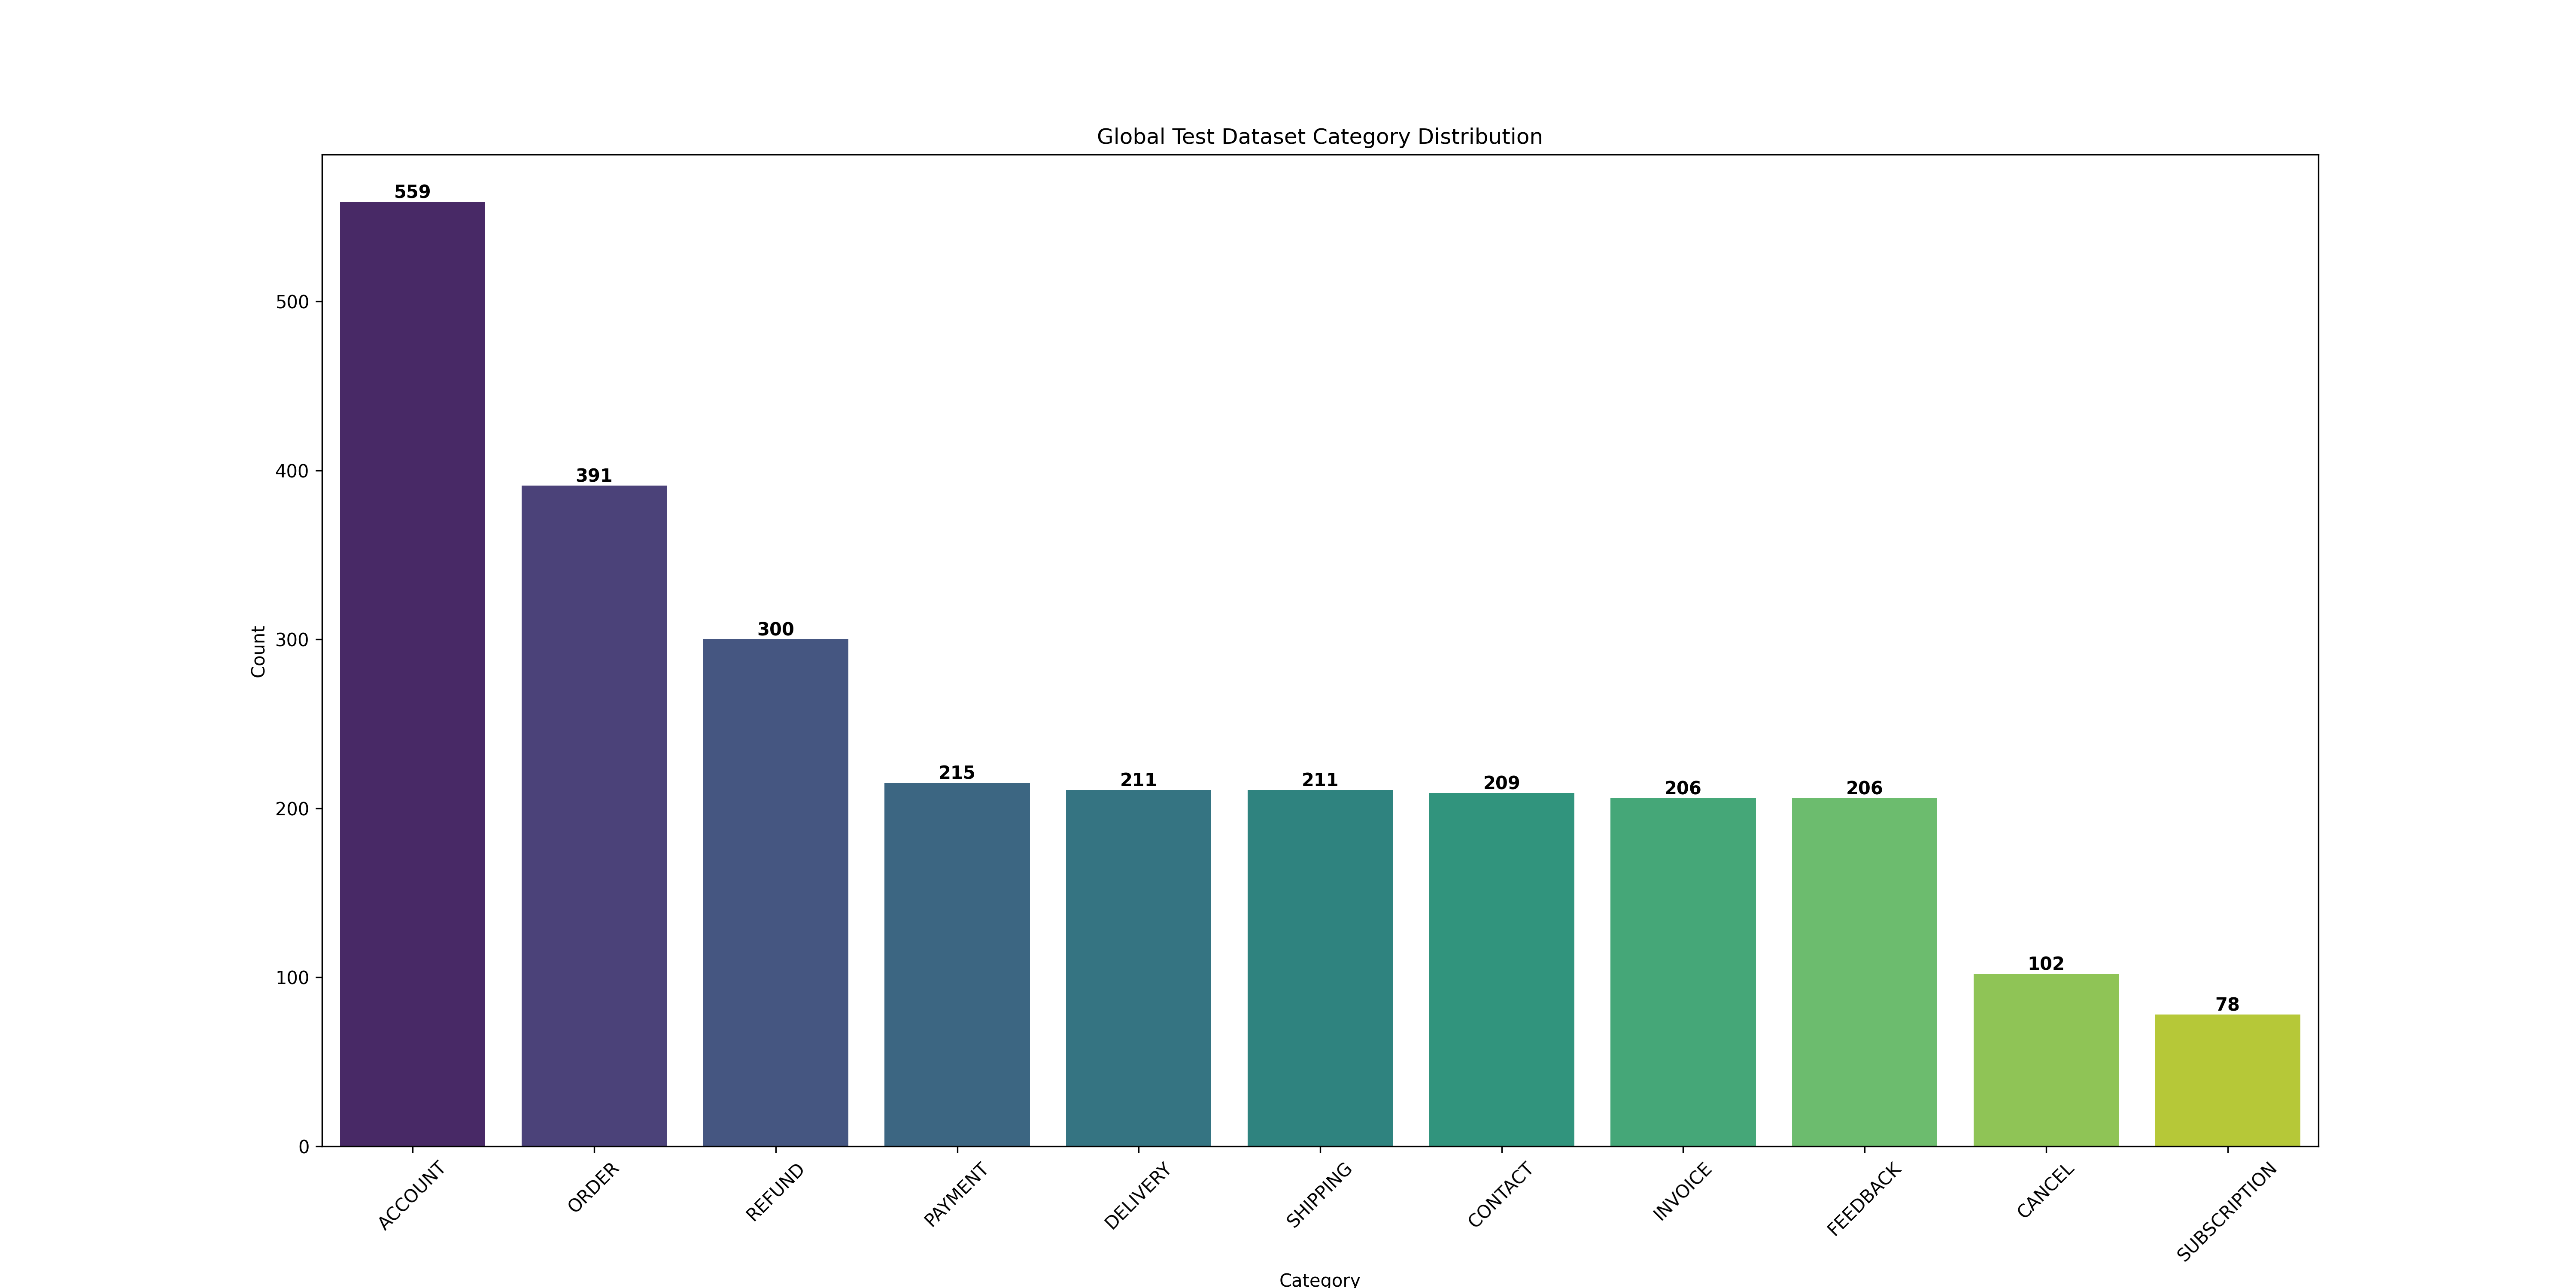 Global Test Dataset Category Distribution
559
391
300
215
211
211
209
206
206
102
78
500
400
300
200
100
0
Count
ACCOUNT
ORDER
REFUND
PAYMENT
DELIVERY
SHIPPING
CONTACT
INVOICE
FEEDBACK
CANCEL
SUBSCRIPTION
Category